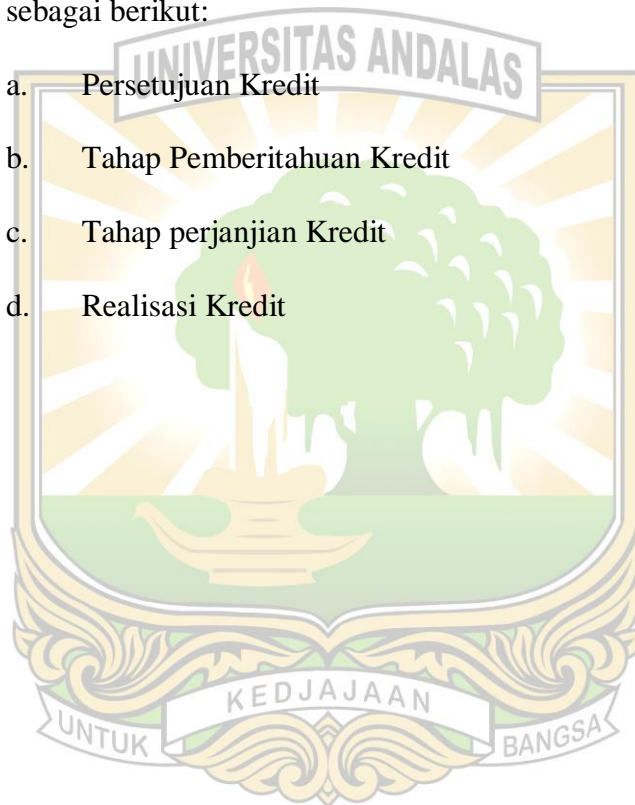 sebagai berikut:
UNIVERSITAS ANDALAS
a. Persetujuan Kredit
b. Tahap Pemberitahuan Kredit
c. Tahap perjanjian Kredit
d. Realisasi Kredit
KEDJAJAAN
UNTUK BANGSA